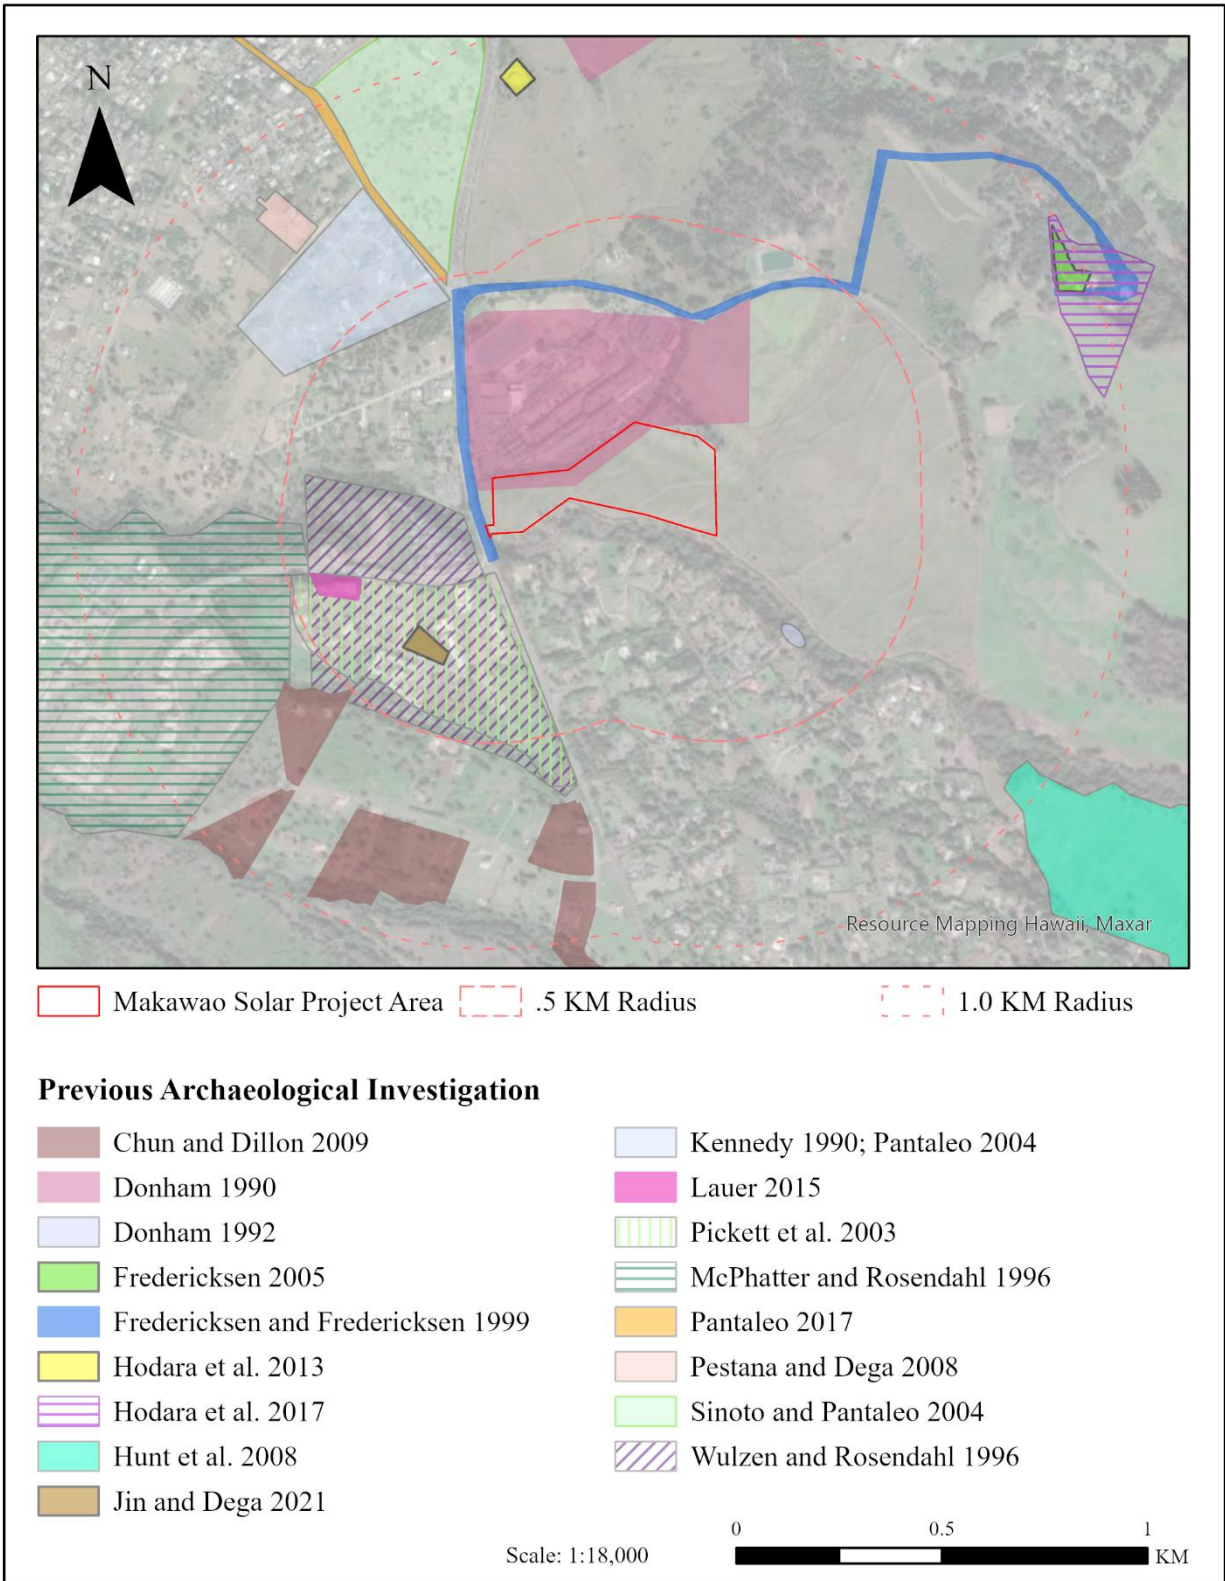 N
Resource Mapping Hawaii, Maxar
Makawao Solar Project Area
.5 KM Radius
1.0 KM Radius
Previous Archaeological Investigation
Chun and Dillon 2009
Donham 1990
Donham 1992
Fredericksen 2005
Fredericksen and Fredericksen 1999
Hodara et al. 2013
Hodara et al. 2017
Hunt et al. 2008
Jin and Dega 2021
Kennedy 1990; Pantaleo 2004
Lauer 2015
Pickett et al. 2003
McPhatter and Rosendahl 1996
Pantaleo 2017
Pestana and Dega 2008
Sinoto and Pantaleo 2004
Wulzen and Rosendahl 1996
Scale: 1:18,000
0 0.5 1
KM